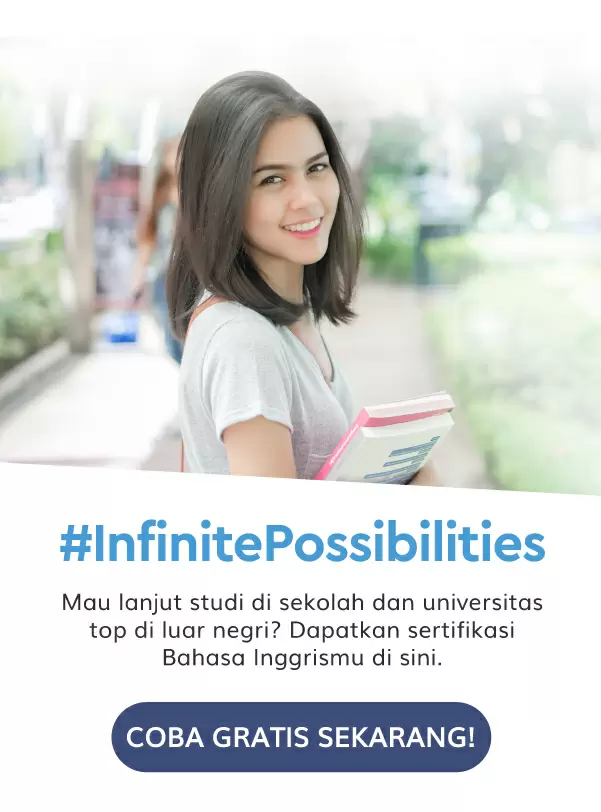 #InfinitePossibilities
Mau lanjut studi di sekolah dan universitas
top di luar negri? Dapatkan sertifikasi
Bahasa Inggrismu di sini.
COBA GRATIS SEKARANG!